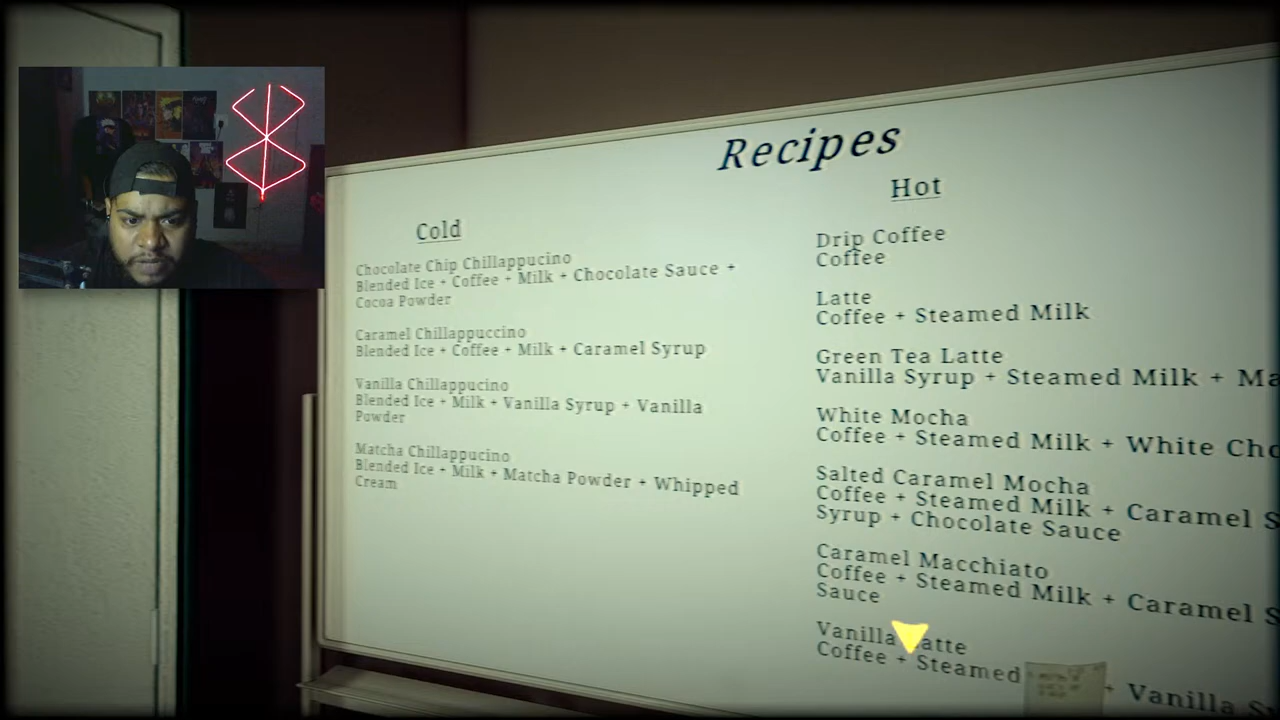 Recipes
Cold
Chocolate Chip Chillappucino
Blended Ice + Coffee + Milk + Chocolate Sauce +
Cocoa Powder
Caramel Chillappuccino
Blended Ice + Coffee + Milk + Caramel Syrup
Vanilla Chillappucino
Blended Ice + Milk + Vanilla Syrup + Vanilla
Powder
Matcha Chillappucino
Blended Ice + Milk + Matcha Powder + Whipped
Cream
Hot
Drip Coffee
Coffee
Latte
Coffee + Steamed Milk
Green Tea Latte
Vanilla Syrup + Steamed Milk +
White Mocha
Coffee + Steamed Milk + White
Salted Caramel Mocha
Coffee + Steamed Milk + Caramel
Syrup + Chocolate Sauce
Caramel Macchiato
Coffee + Steamed Milk + Caramel
Sauce
Vanilla
Coffee + Steamed + Vanilla